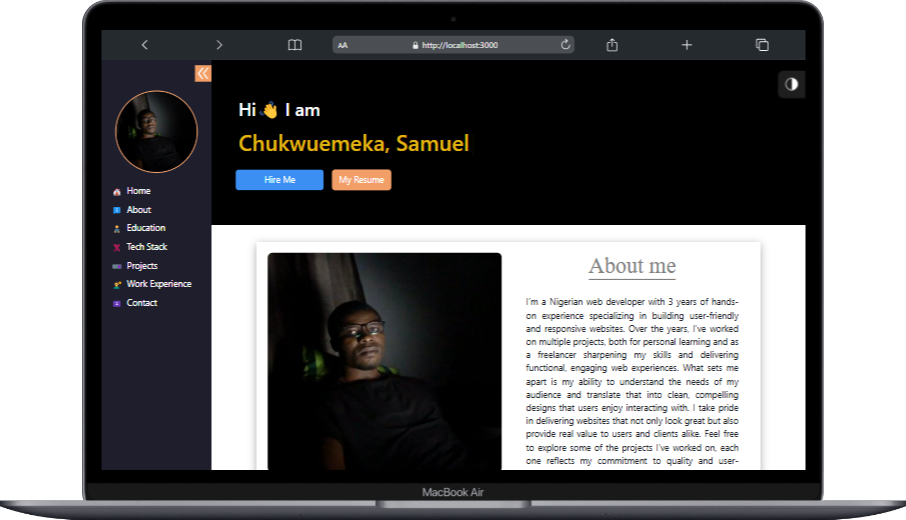 AA
http://localhost:3000
Hi 👋 I am
Chukwuemeka, Samuel
Hire Me
My Resume
Home
About
Education
Tech Stack
Projects
Work Experience
Contact
About me
I'm a Nigerian web developer with 3 years of hands-
on experience specializing in building user-friendly
and responsive websites. Over the years, I've worked
on multiple projects, both for personal learning and as
a freelancer sharpening my skills and delivering
functional, engaging web experiences. What sets me
apart is my ability to understand the needs of my
audience and translate that into clean, compelling
designs that users enjoy interacting with. I take pride
in delivering websites that not only look great but also
provide real value to users and clients alike. Feel free
to explore some of the projects I've worked on, each
one reflects my commitment to quality and user-
MacBook Air